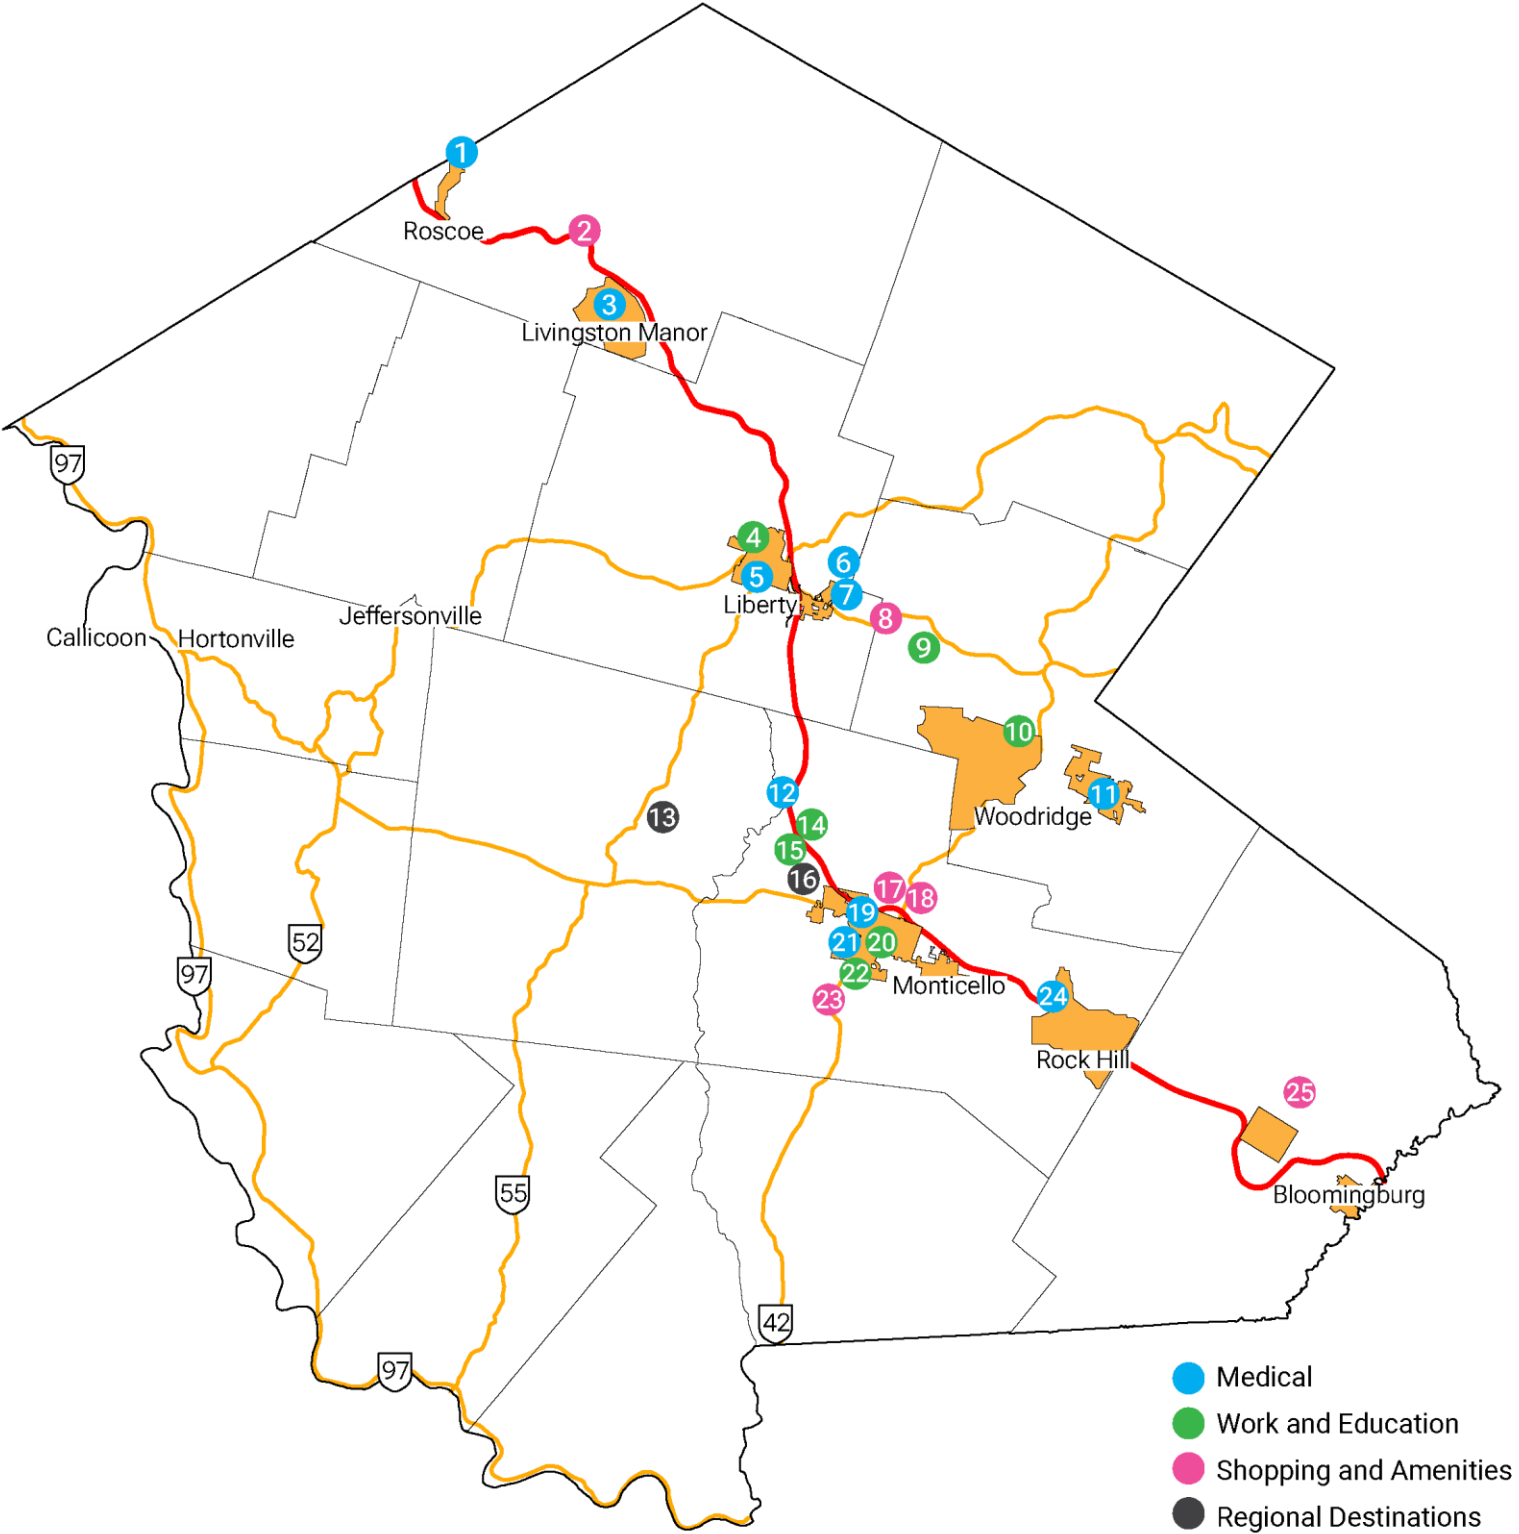 1
Roscoe
2
3
Livingston Manor
97
4
5
6
7
Liberty
8
9
Jeffersonville
Callicoon
Hortonville
10
11
Woodridge
12
13
14
15
16
17
18
19
20
21
22
23
Monticello
24
Rock Hill
52
97
25
Bloomingburg
55
42
97
Medical
Work and Education
Shopping and Amenities
Regional Destinations